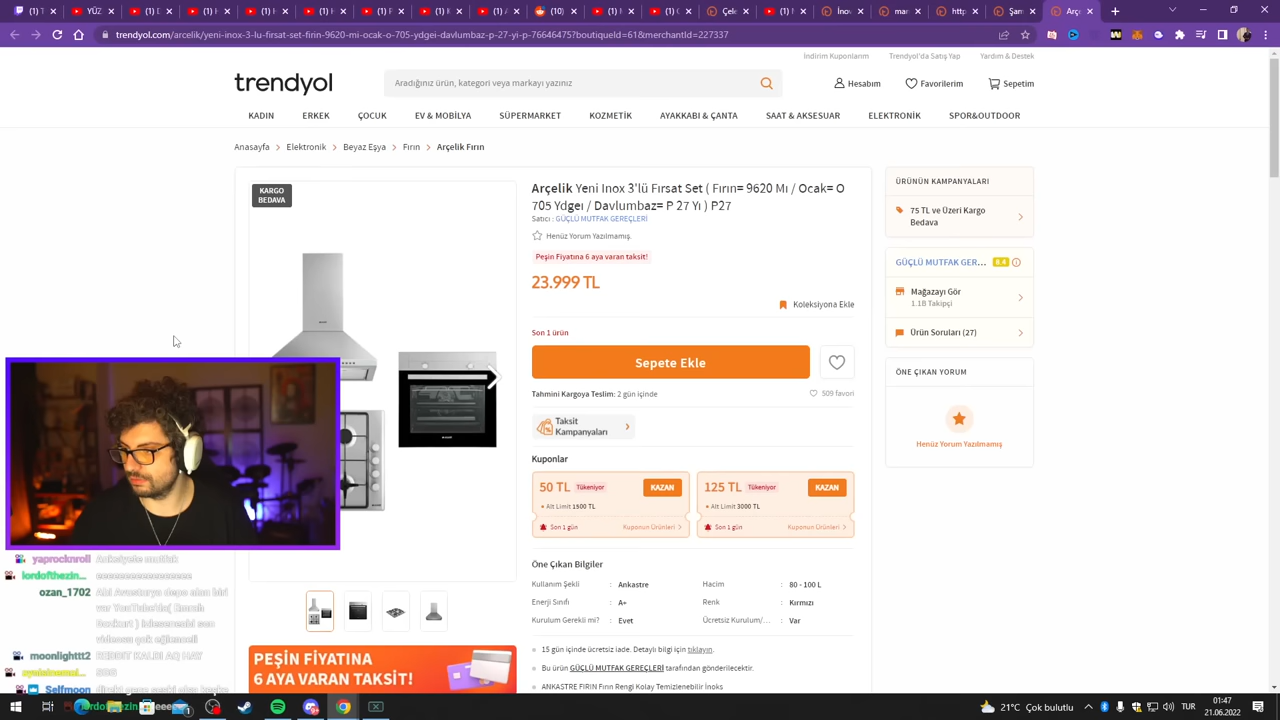 trendyol.com/arcelik/yeni-inox-3-lu-firsat-set-firin-9620-mi-ocak-o-705-ydgei-davlumbaz-p-27-yi-p27-p-766464757?boutiqueId=61&merchantId=227337
İndirim Kuponlarım
Trendyol'da Satış Yap
Yardım & Destek
trendyol
Aradığınız ürün, kategori veya markayı yazınız
Hesabım
Favorilerim
Sepetim
KADIN
ERKEK
ÇOCUK
EV & MOBİLYA
SÜPERMARKET
KOZMETİK
AYAKKABI & ÇANTA
SAAT & AKSESUAR
ELEKTRONİK
SPOR&OUTDOOR
Anasayfa > Elektronik > Beyaz Eşya > Fırın > Arçelik Fırın
KARGO
BEDAVA
Arçelik Yeni Inox 3'lü Fırsat Set ( Fırın= 9620 Mı / Ocak= O
705 Ydgeı / Davlumbaz= P 27 Yı ) P27
Satıcı : GÜÇLÜ MUTFAK GEREÇLERİ
Henüz Yorum Yazılmamış.
Peşin Fiyatına 6 aya varan taksit!
23.999 TL
Koleksiyona Ekle
Son 1 ürün
Sepete Ekle
Tahmini Kargoya Teslim: 2 gün içinde
509 favori
Taksit
Kampanyaları
Kuponlar
50 TL Tükeniyor KAZAN
Alt Limit 1500 TL
Son 1 gün Kuponun Ürünleri
125 TL Tükeniyor KAZAN
Alt Limit 3000 TL
Son 1 gün Kuponun Ürünleri
Öne Çıkan Bilgiler
Kullanım Şekli : Ankastre
Hacim : 80 - 100 L
Enerji Sınıfı : A+
Renk : Kırmızı
Kurulum Gerekli mi? : Evet
Ücretsiz Kurulum/... : Var
15 gün içinde ücretsiz iade. Detaylı bilgi için tıklayın.
Bu ürün GÜÇLÜ MUTFAK GEREÇLERİ tarafından gönderilecektir.
ANKASTRE FIRIN Fırın Rengi Kolay Temizlenebilir İnoks
ÜRÜNÜN KAMPANYALARI
75 TL ve Üzeri Kargo
Bedava
GÜÇLÜ MUTFAK GER... 8.4
Mağazayı Gör
1.1B Takipçi
Ürün Soruları (27)
ÖNE ÇIKAN YORUM
Henüz Yorum Yazılmamış
PEŞİN FİYATINA
6 AYA VARAN TAKSİT!
yaprocknroll Ankaiyete mutfak
lordofthezin...
ozan_1702
moonlighttt2
SGG
Selfmoon
21°C Çok bulutlu
TUR
01:47
21.06.2022